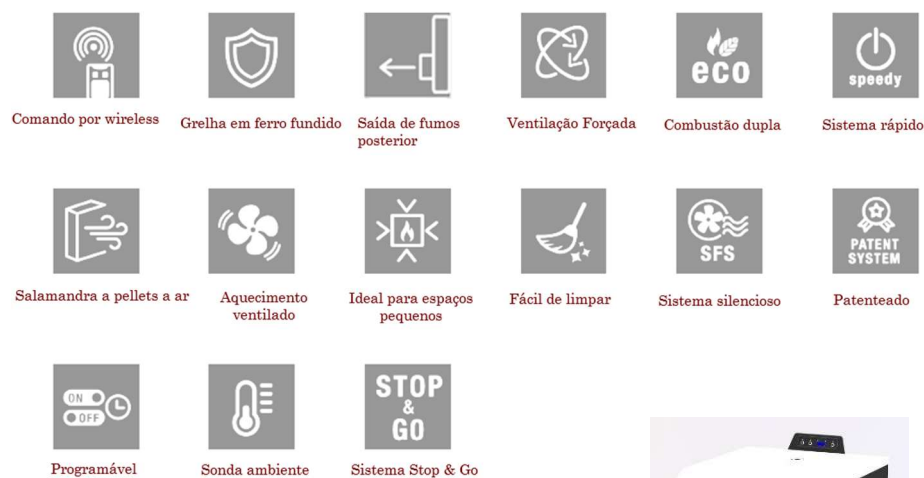 eco
speedy
Comando por wireless
Grelha em ferro fundido
Saída de fumos
posterior
Ventilação Forçada
Combustão dupla
Sistema rápido
SFS
PATENT
SYSTEM
Salamandra a pellets a ar
Aquecimento
ventilado
Ideal para espaços
pequenos
Fácil de limpar
Sistema silencioso
Patenteado
ON
OFF
STOP
&
GO
Programável
Sonda ambiente
Sistema Stop & Go